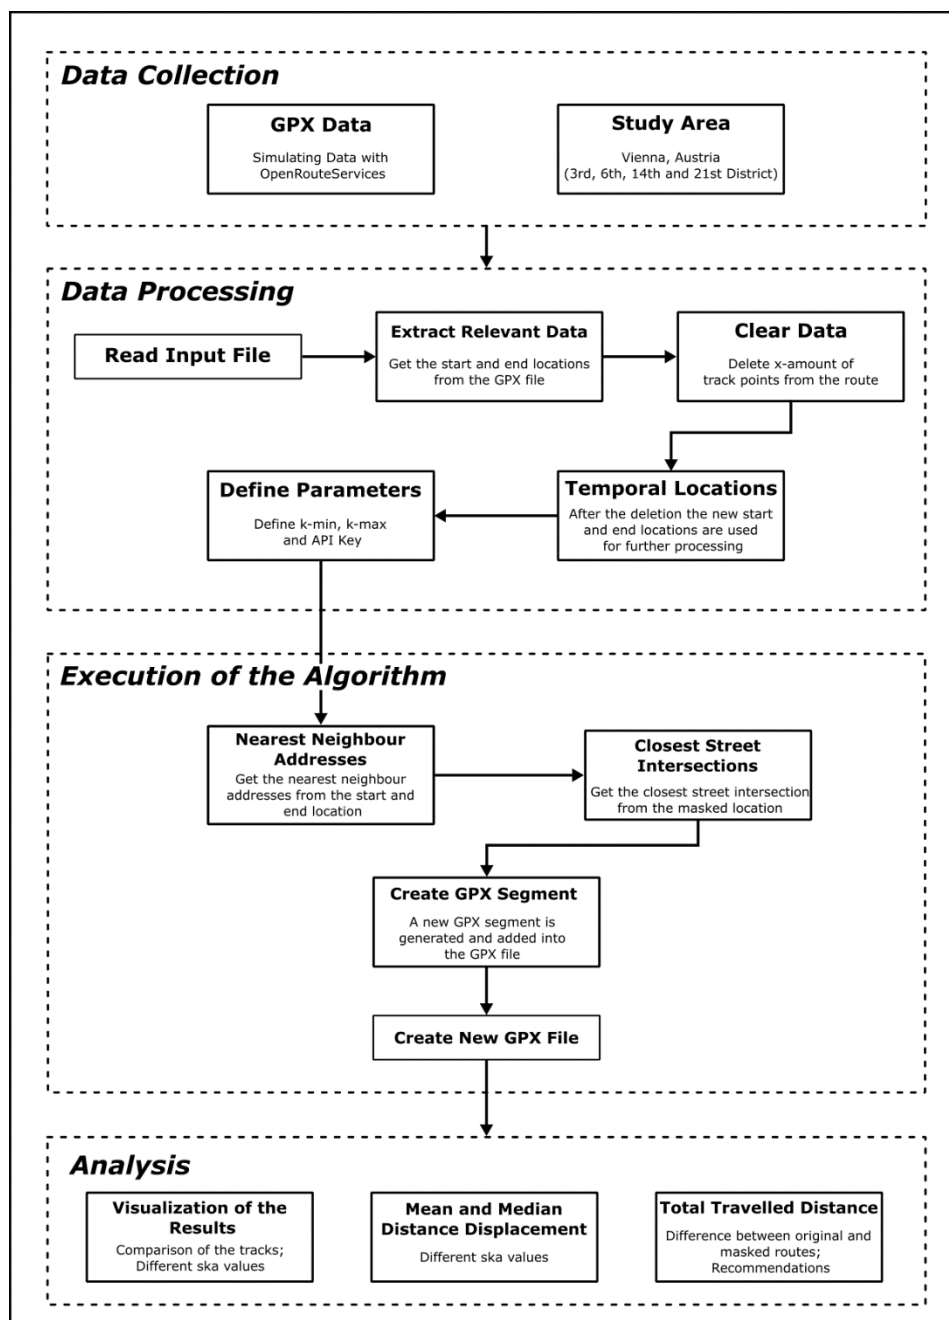 Data Collection
GPX Data
Simulating Data with
OpenRouteServices
Study Area
Vienna, Austria
(3rd, 6th, 14th and 21st District)
Data Processing
Read Input File
Extract Relevant Data
Get the start and end locations
from the GPX file
Clear Data
Delete x-amount of
track points from the route
Temporal Locations
After the deletion the new start
and end locations are used
for further processing
Define Parameters
Define k-min, k-max
and API Key
Execution of the Algorithm
Nearest Neighbour
Addresses
Get the nearest neighbour
addresses from the start and
end location
Closest Street
Intersections
Get the closest street intersection
from the masked location
Create GPX Segment
A new GPX segment is
generated and added into
the GPX file
Create New GPX File
Analysis
Visualization of the
Results
Comparison of the tracks;
Different ska values
Mean and Median
Distance Displacement
Different ska values
Total Travelled Distance
Difference between original and
masked routes;
Recommendations